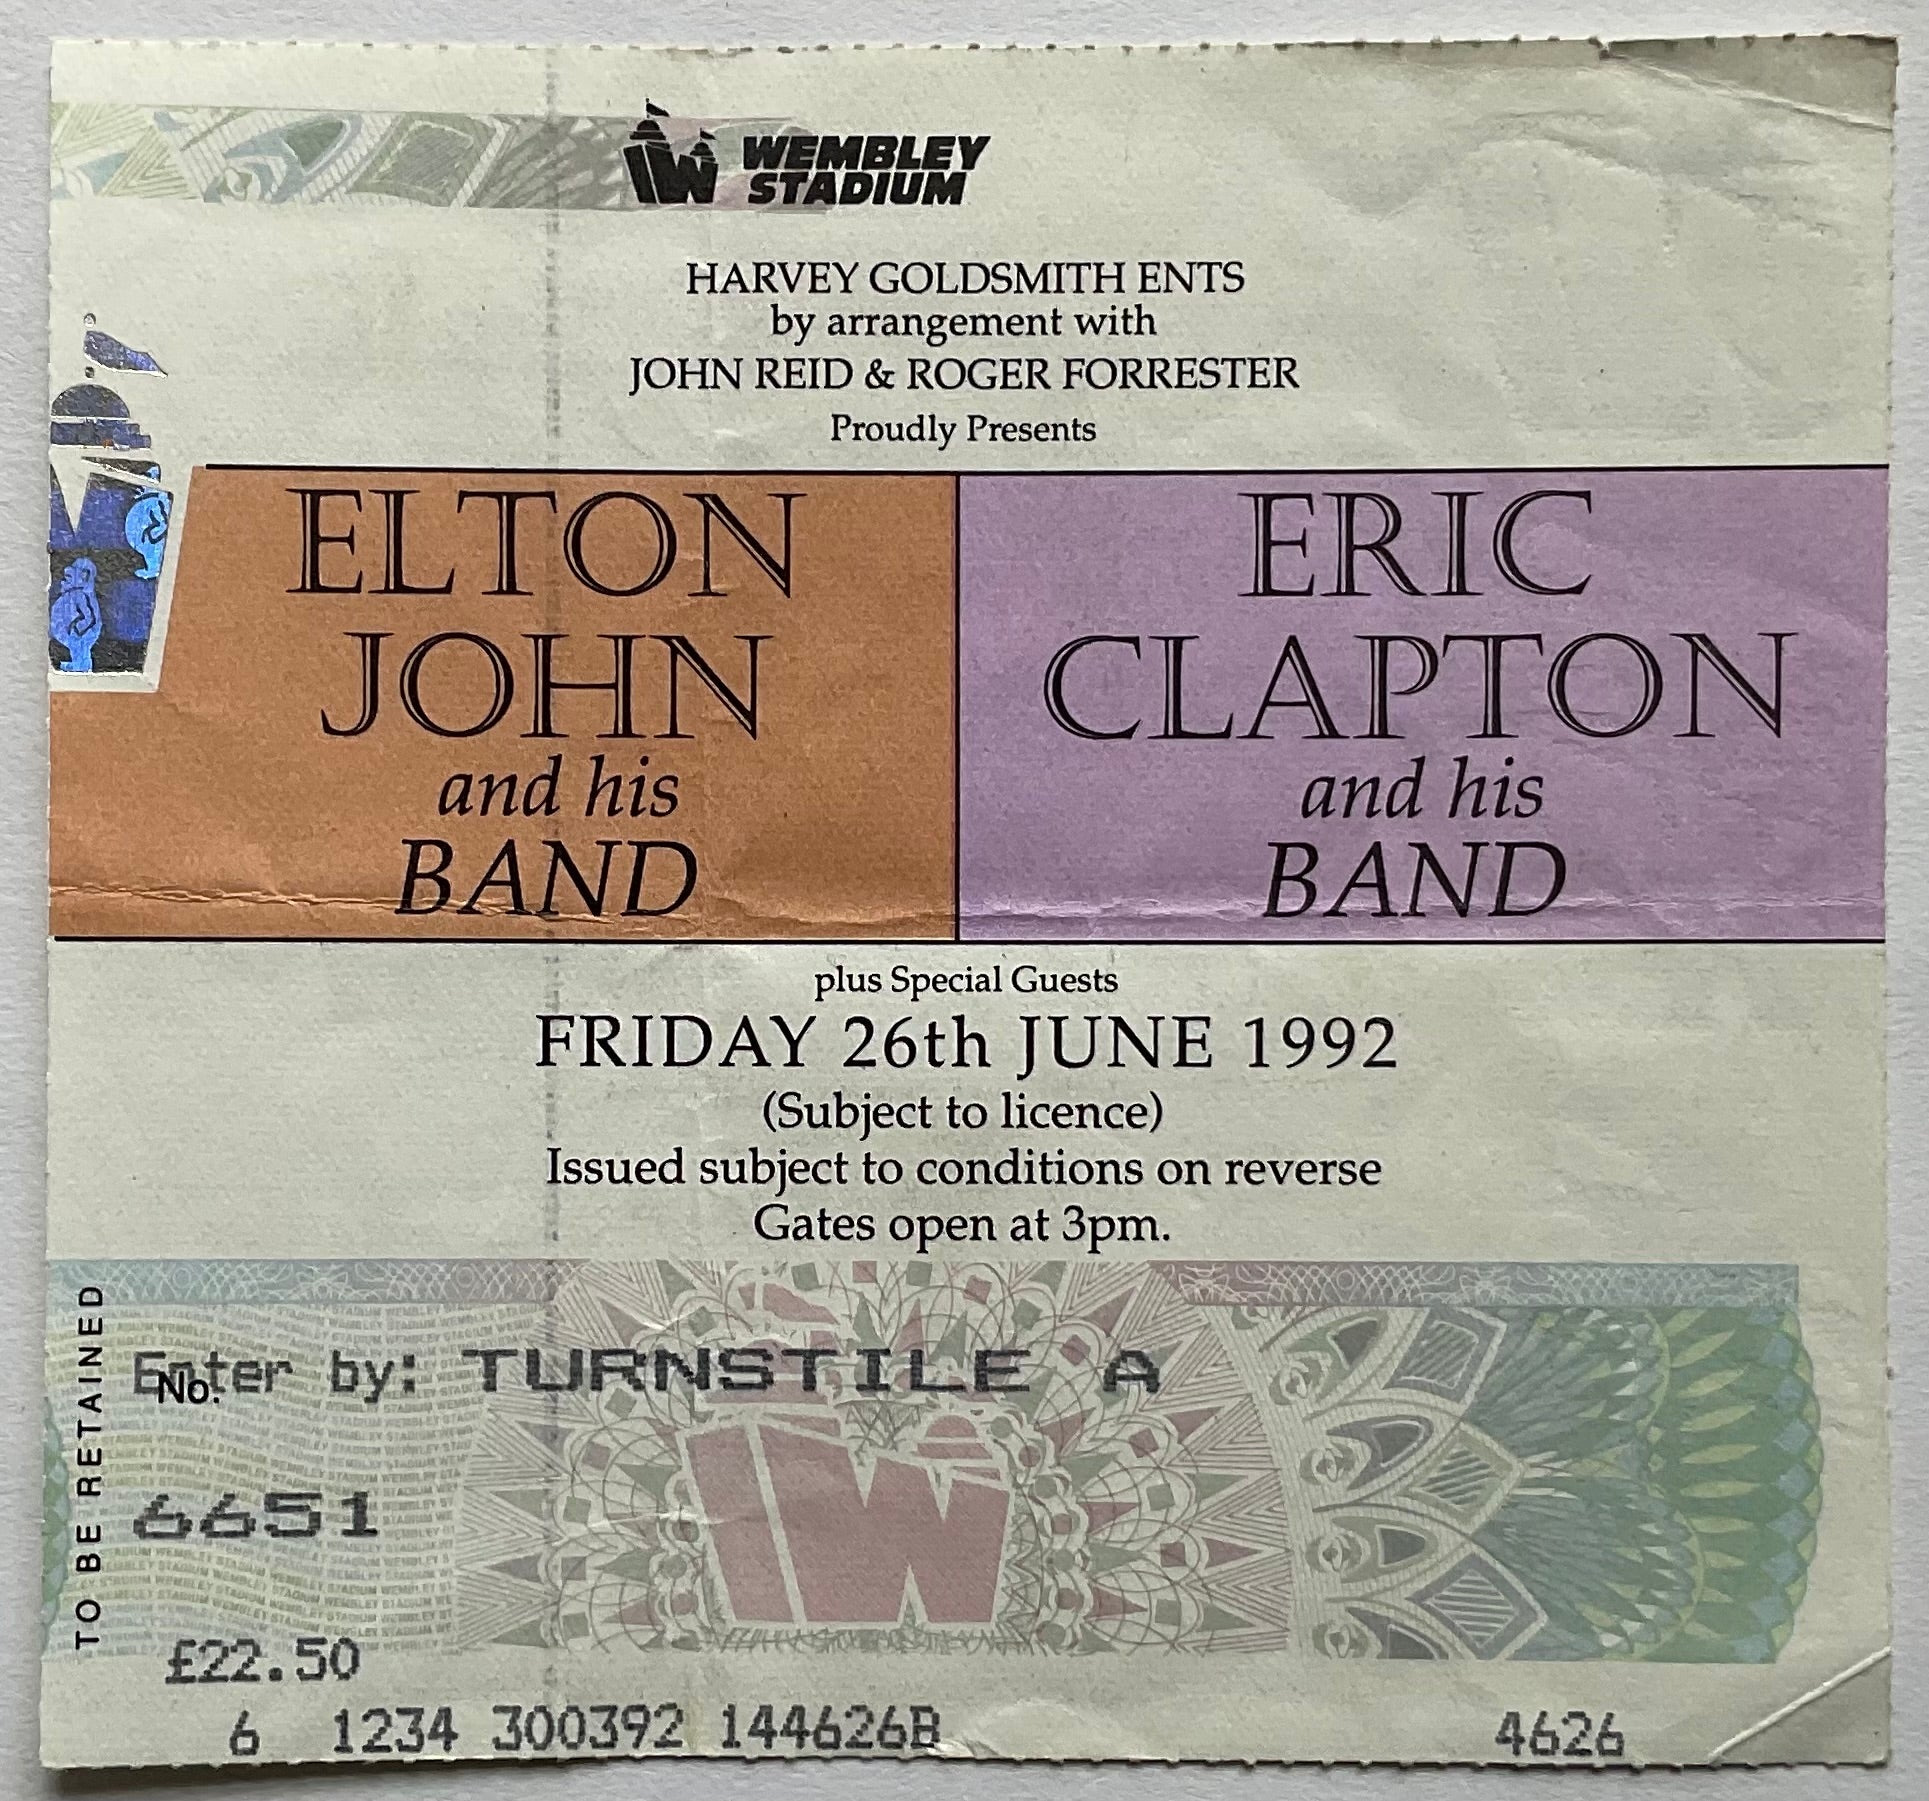 WEMBLEY
STADIUM
HARVEY GOLDSMITH ENTS
by arrangement with
JOHN REID & ROGER FORRESTER
Proudly Presents
ELTON
JOHN
and his
BAND
ERIC
CLAPTON
and his
BAND
plus Special Guests
FRIDAY 26th JUNE 1992
(Subject to licence)
Issued subject to conditions on reverse
Gates open at 3pm.
TO BE RETAINED
Enter by: TURNSTILE A
No.
6651
£22.50
6 1234 300392 144626B
4626